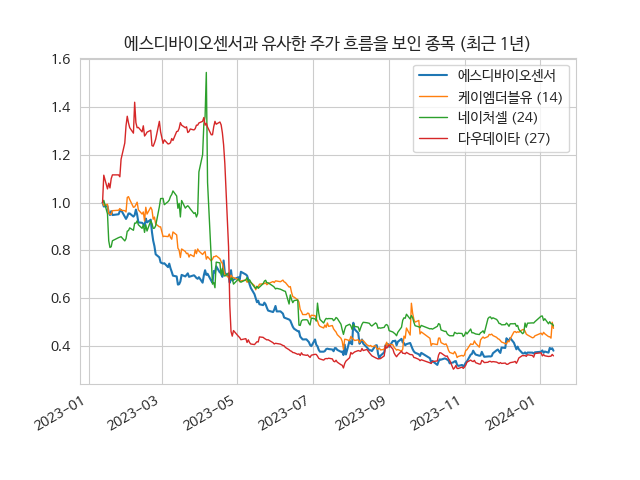 에스디바이오센서과 유사한 주가 흐름을 보인 종목 (최근 1년)
에스디바이오센서
케이엠더블유 (14)
네이처셀 (24)
다우데이타 (27)
1.6
1.4
1.2
1.0
0.8
0.6
0.4
2023-01
2023-03
2023-05
2023-07
2023-09
2023-11
2024-01